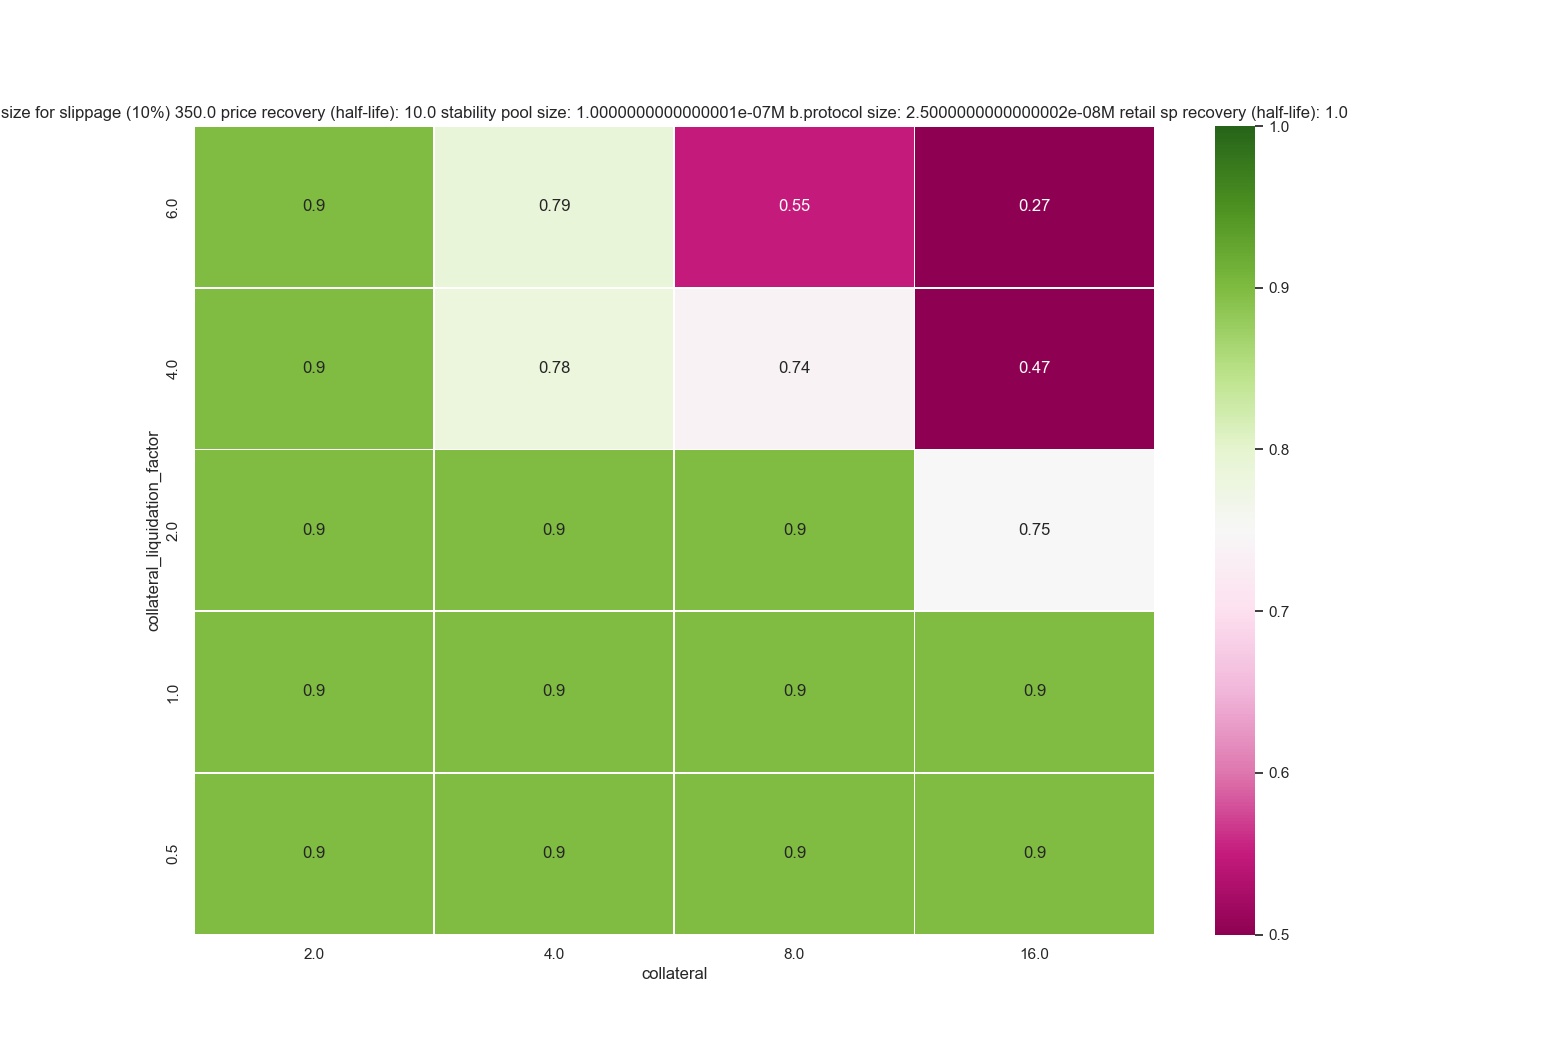 size for slippage (10%) 350.0 price recovery (half-life): 10.0 stability pool size: 1.0000000000000001e-07M b.protocol size: 2.5000000000000002e-08M retail sp recovery (half-life): 1.0
collateral_liquidation_factor
6.0
0.9 0.79 0.55 0.27
4.0
0.9 0.78 0.74 0.47
2.0
0.9 0.9 0.9 0.75
1.0
0.9 0.9 0.9 0.9
0.5
0.9 0.9 0.9 0.9
2.0 4.0 8.0 16.0
collateral
1.0
0.9
0.8
0.7
0.6
0.5